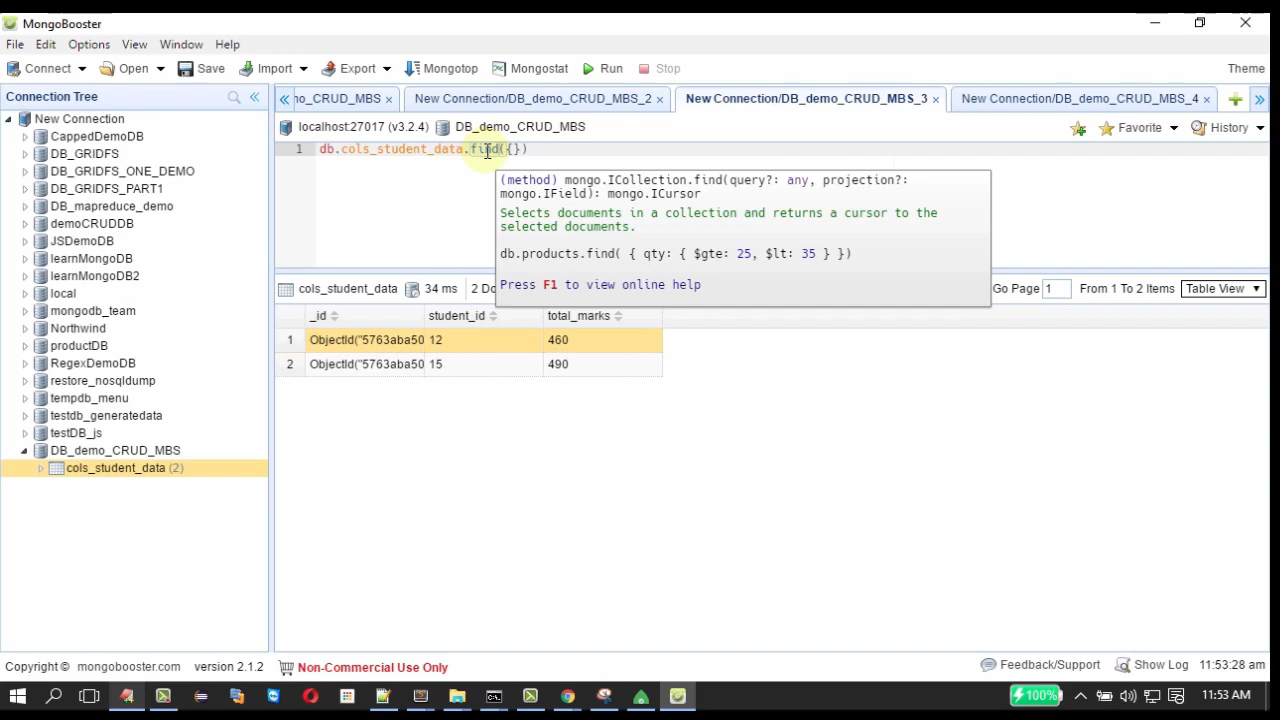 MongoBooster
File Edit Options View Window Help
Connect Open Save Import Export Mongotop Mongostat Run Stop Theme
Connection Tree
New Connection
CappedDemoDB
DB_GRIDFS
DB_GRIDFS_ONE_DEMO
DB_GRIDFS_PART1
DB_mapreduce_demo
demoCRUDDB
JSDemoDB
learnMongoDB
learnMongoDB2
local
mongodb_team
Northwind
productDB
RegexDemoDB
restore_nosqldump
tempdb_menu
testdb_generatedata
testDB_js
DB_demo_CRUD_MBS
cols_student_data (2)
no_CRUD_MBS × New Connection/DB_demo_CRUD_MBS_2 × New Connection/DB_demo_CRUD_MBS_3 × New Connection/DB_demo_CRUD_MBS_4 ×
localhost:27017 (v3.2.4) DB_demo_CRUD_MBS Favorite History
1 db.cols_student_data.find({})
(method) mongo.ICollection.find(query?: any, projection?:
mongo.IField): mongo.ICursor
Selects documents in a collection and returns a cursor to the
selected documents.
db.products.find( { qty: { $gte: 25, $lt: 35 } })
Press F1 to view online help
cols_student_data 34 ms 2 Do Go Page 1 From 1 To 2 Items Table View
_id student_id total_marks
1 ObjectId("5763aba50 12 460
2 ObjectId("5763aba50 15 490
Copyright © mongobooster.com version 2.1.2 Non-Commercial Use Only Feedback/Support Show Log 11:53:28 am
100% 11:53 AM